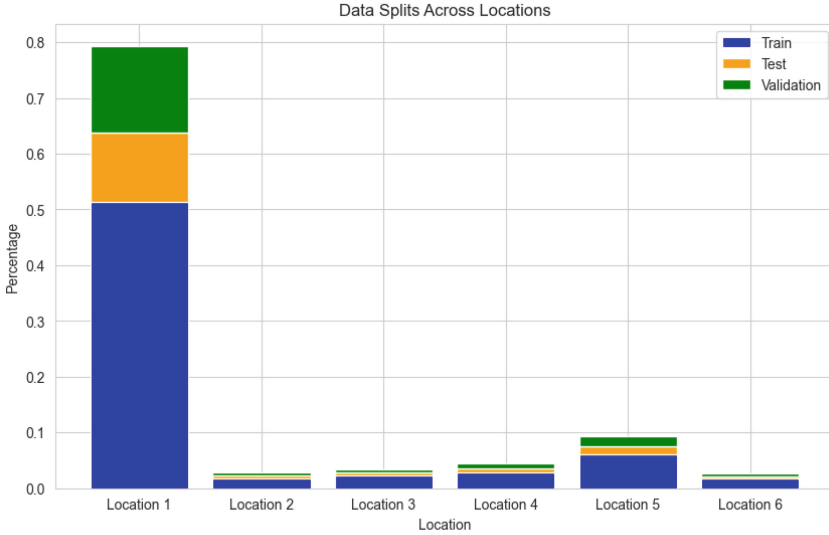 Data Splits Across Locations
Train
Test
Validation
Percentage
0.8
0.7
0.6
0.5
0.4
0.3
0.2
0.1
0.0
Location 1
Location 2
Location 3
Location 4
Location 5
Location 6
Location